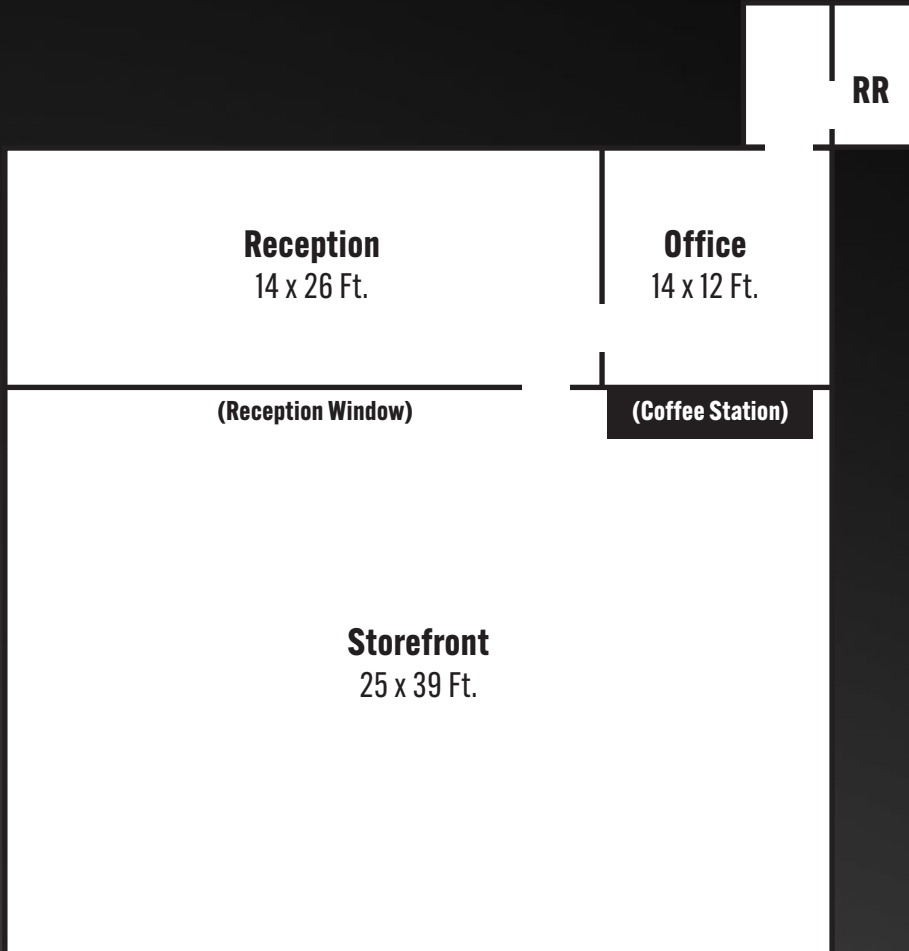 RR
Reception
14 x 26 Ft.
Office
14 x 12 Ft.
(Reception Window)
(Coffee Station)
Storefront
25 x 39 Ft.